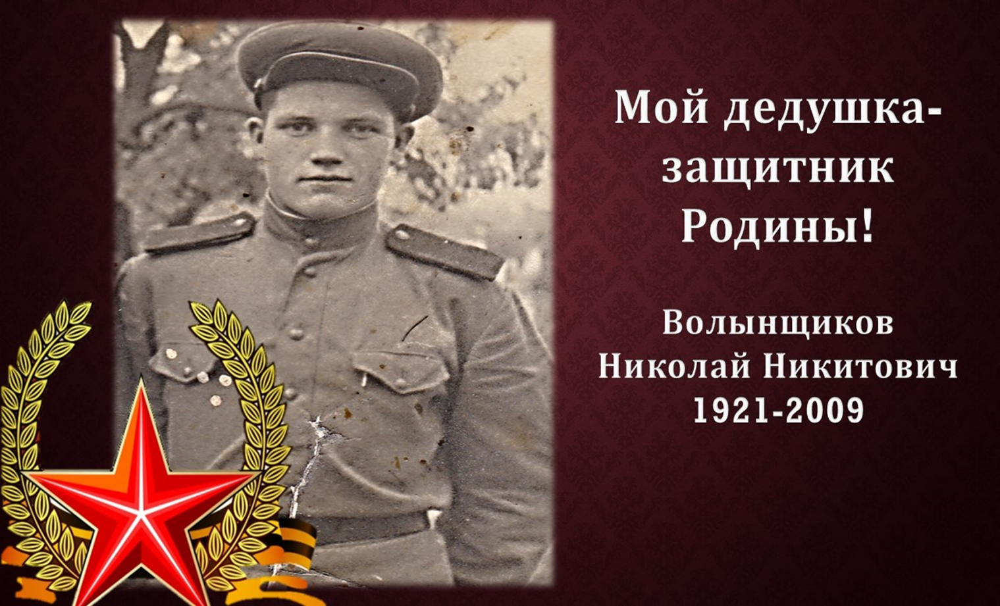 Мой дедушка-
защитник
Родины!
Волынщиков
Николай Никитович
1921-2009